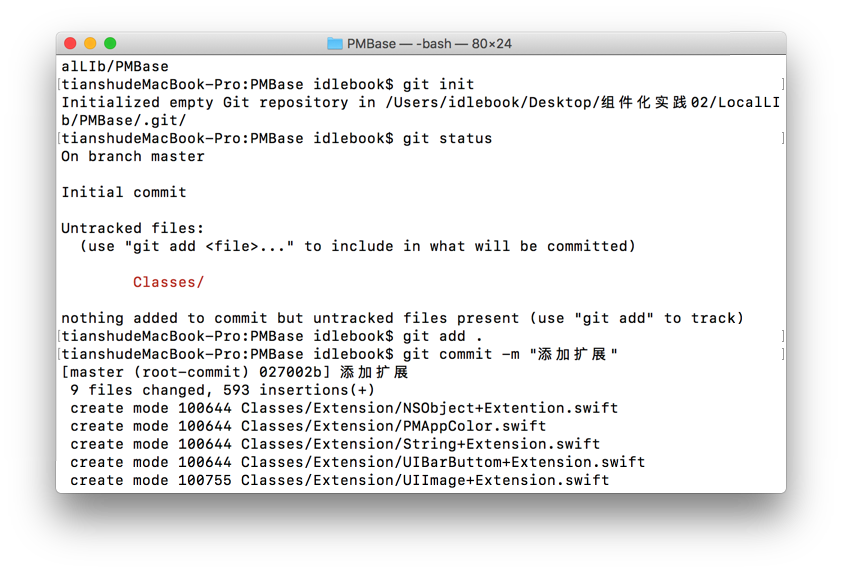 PMBase — -bash — 80×24
alLIb/PMBase
[tianshudeMacBook-Pro:PMBase idlebook$ git init ]
Initialized empty Git repository in /Users/idlebook/Desktop/组件化实践02/LocalLI
b/PMBase/.git/
[tianshudeMacBook-Pro:PMBase idlebook$ git status ]
On branch master
Initial commit
Untracked files:
  (use "git add <file>..." to include in what will be committed)
        Classes/
nothing added to commit but untracked files present (use "git add" to track)
[tianshudeMacBook-Pro:PMBase idlebook$ git add . ]
[tianshudeMacBook-Pro:PMBase idlebook$ git commit -m "添加扩展" ]
[master (root-commit) 027002b] 添加扩展
 9 files changed, 593 insertions(+)
 create mode 100644 Classes/Extension/NSObject+Extention.swift
 create mode 100644 Classes/Extension/PMAppColor.swift
 create mode 100644 Classes/Extension/String+Extension.swift
 create mode 100644 Classes/Extension/UIBarButtom+Extension.swift
 create mode 100755 Classes/Extension/UIImage+Extension.swift